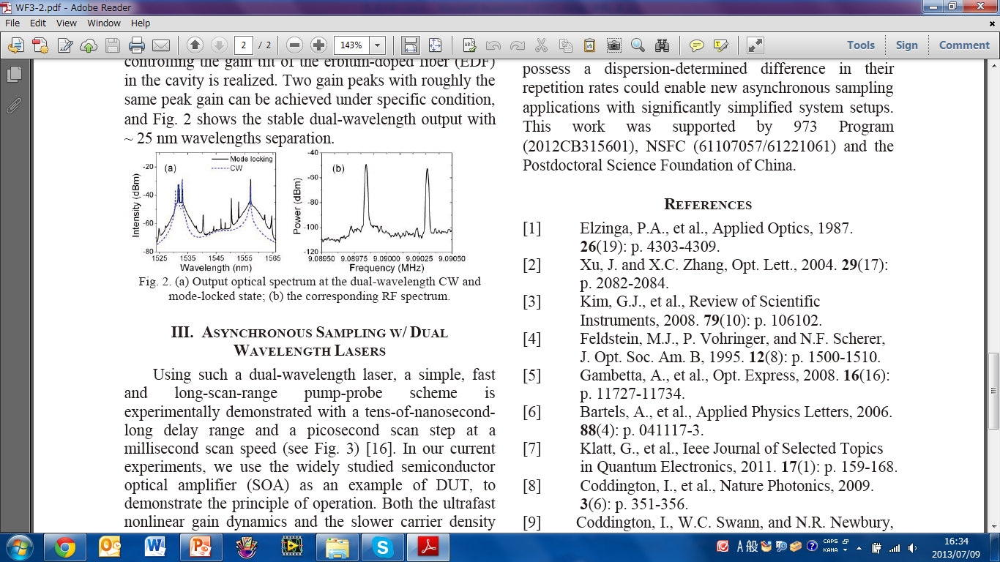 WF3-2.pdf - Adobe Reader
File Edit View Window Help
2 / 2 143% Tools Sign Comment
controlling the gain tilt of the erbium-doped fiber (EDF)
in the cavity is realized. Two gain peaks with roughly the
same peak gain can be achieved under specific condition,
and Fig. 2 shows the stable dual-wavelength output with
~ 25 nm wavelengths separation.
(a)
Mode locking
CW
Intensity (dBm)
-20
-40
-60
-80
1525 1535 1545 1555 1565
Wavelength (nm)
(b)
Power (dBm)
-40
-60
-80
-100
-120
9.08950 9.08975 9.09000 9.09025 9.09050
Frequency (MHz)
Fig. 2. (a) Output optical spectrum at the dual-wavelength CW and
mode-locked state; (b) the corresponding RF spectrum.
III. ASYNCHRONOUS SAMPLING W/ DUAL
WAVELENGTH LASERS
Using such a dual-wavelength laser, a simple, fast
and long-scan-range pump-probe scheme is
experimentally demonstrated with a tens-of-nanosecond-
long delay range and a picosecond scan step at a
millisecond scan speed (see Fig. 3) [16]. In our current
experiments, we use the widely studied semiconductor
optical amplifier (SOA) as an example of DUT, to
demonstrate the principle of operation. Both the ultrafast
nonlinear gain dynamics and the slower carrier density
possess a dispersion-determined difference in their
repetition rates could enable new asynchronous sampling
applications with significantly simplified system setups.
This work was supported by 973 Program
(2012CB315601), NSFC (61107057/61221061) and the
Postdoctoral Science Foundation of China.
REFERENCES
[1] Elzinga, P.A., et al., Applied Optics, 1987.
26(19): p. 4303-4309.
[2] Xu, J. and X.C. Zhang, Opt. Lett., 2004. 29(17):
p. 2082-2084.
[3] Kim, G.J., et al., Review of Scientific
Instruments, 2008. 79(10): p. 106102.
[4] Feldstein, M.J., P. Vohringer, and N.F. Scherer,
J. Opt. Soc. Am. B, 1995. 12(8): p. 1500-1510.
[5] Gambetta, A., et al., Opt. Express, 2008. 16(16):
p. 11727-11734.
[6] Bartels, A., et al., Applied Physics Letters, 2006.
88(4): p. 041117-3.
[7] Klatt, G., et al., Ieee Journal of Selected Topics
in Quantum Electronics, 2011. 17(1): p. 159-168.
[8] Coddington, I., et al., Nature Photonics, 2009.
3(6): p. 351-356.
[9] Coddington, I., W.C. Swann, and N.R. Newbury,
A 般 CAPS
KANA
16:34
2013/07/09